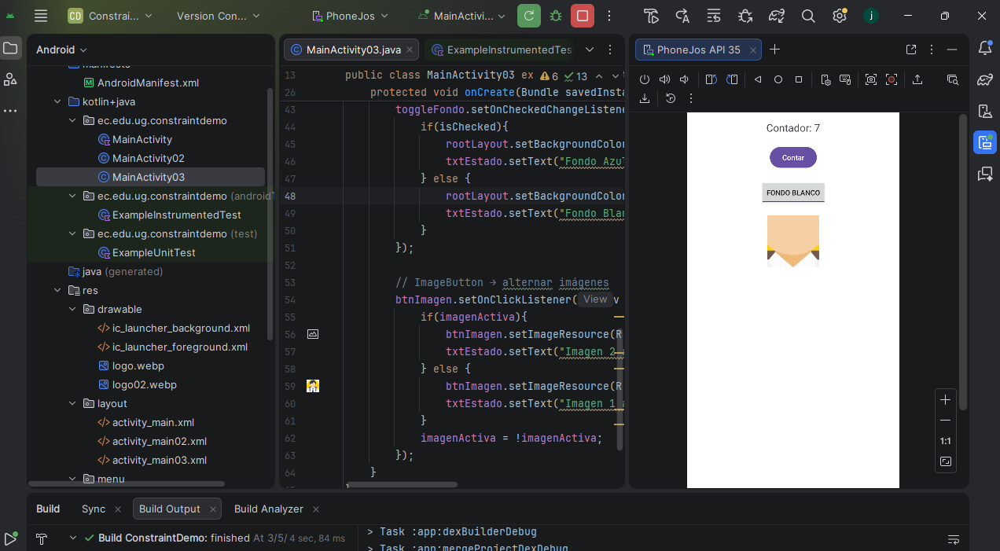 CD Constrai... Version Con... PhoneJos MainActivi... j
Android
manifests
AndroidManifest.xml
kotlin+java
ec.edu.ug.constraintdemo
MainActivity
MainActivity02
MainActivity03
ec.edu.ug.constraintdemo (android
ExampleInstrumentedTest
ec.edu.ug.constraintdemo (test)
ExampleUnitTest
java (generated)
res
drawable
ic_launcher_background.xml
ic_launcher_foreground.xml
logo.webp
logo02.webp
layout
activity_main.xml
activity_main02.xml
activity_main03.xml
menu
MainActivity03.java ExampleInstrumentedTes
13 public class MainActivity03 ex 6 13
26 protected void onCreate(Bundle savedInsta
43 toggleFondo.setOnCheckedChangeListene
44 if(isChecked){
45 rootLayout.setBackgroundColor
46 txtEstado.setText("Fondo Azul
47 } else {
48 rootLayout.setBackgroundColor
49 txtEstado.setText("Fondo Blan
50 }
51 });
52
53 // ImageButton → alternar imágenes
54 btnImagen.setOnClickListener( View v
55 if(imagenActiva){
56 btnImagen.setImageResource(R
57 txtEstado.setText("Imagen 2 a
58 } else {
59 btnImagen.setImageResource(R
60 txtEstado.setText("Imagen 1 a
61 }
62 imagenActiva = !imagenActiva;
63 });
64 }
PhoneJos API 35
Contador: 7
Contar
FONDO BLANCO
1:1
Build Sync Build Output Build Analyzer
Build ConstraintDemo: finished At 3/5/ 4 sec, 84 ms
> Task :app:dexBuilderDebug
> Task :app:mergeProjectDexDebug